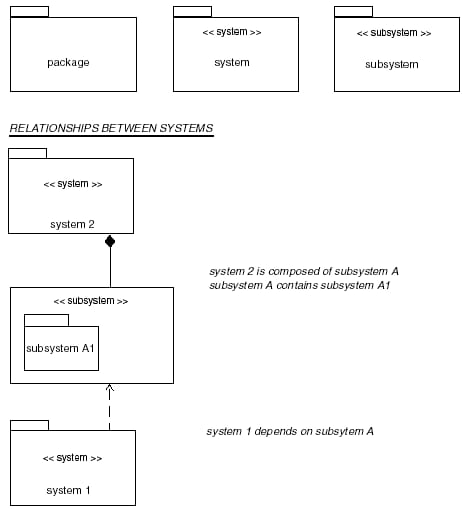 << system >>
<< subsystem >>
package
system
subsystem
RELATIONSHIPS BETWEEN SYSTEMS
<< system >>
system 2
system 2 is composed of subsystem A
subsystem A contains subsystem A1
<< subsystem >>
subsystem A1
system 1 depends on subsytem A
<< system >>
system 1